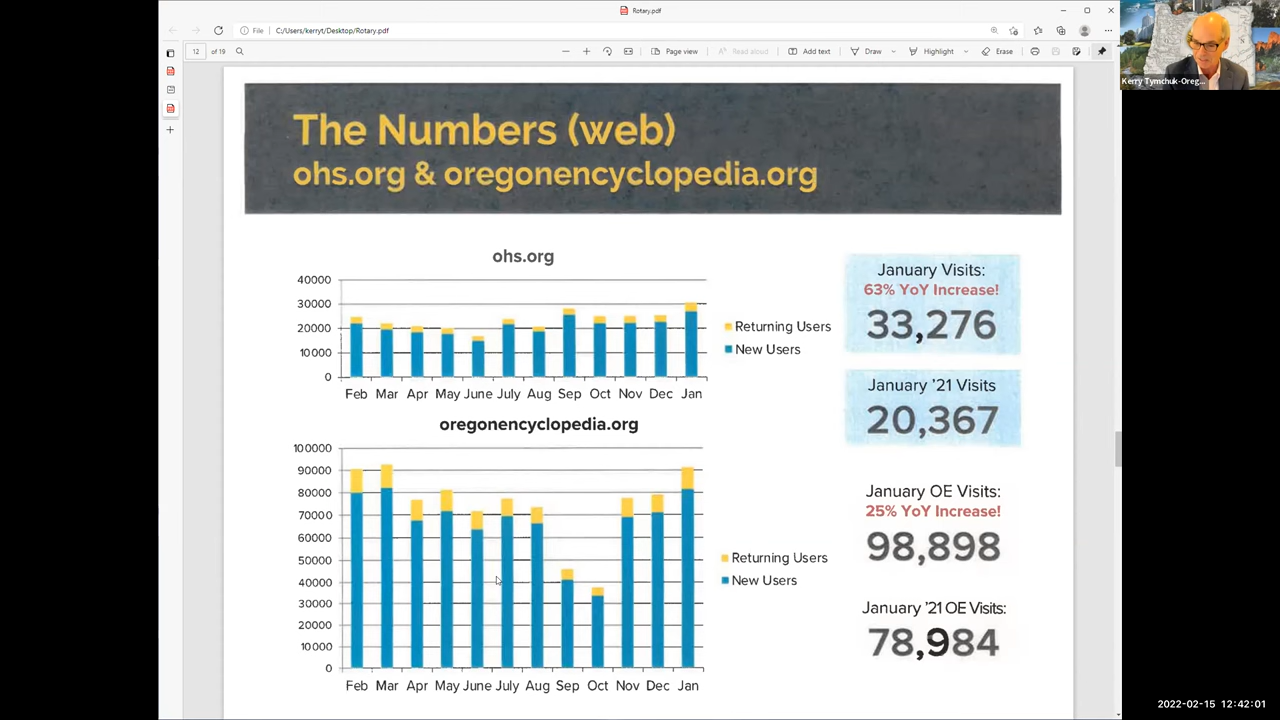 Rotary.pdf
File
C:/Users/kerryt/Desktop/Rotary.pdf
12 of 19
Page view
Read aloud
Add text
Draw
Highlight
Erase
Kerry Tymchuk-Oreg...
The Numbers (web)
ohs.org & oregonencyclopedia.org
ohs.org
40000
30000
20000
10000
0
Feb Mar Apr May June July Aug Sep Oct Nov Dec Jan
Returning Users
New Users
January Visits:
63% YoY Increase!
33,276
January '21 Visits
20,367
oregonencyclopedia.org
100000
90000
80000
70000
60000
50000
40000
30000
20000
10000
0
Feb Mar Apr May June July Aug Sep Oct Nov Dec Jan
Returning Users
New Users
January OE Visits:
25% YoY Increase!
98,898
January '21 OE Visits:
78,984
2022-02-15 12:42:01